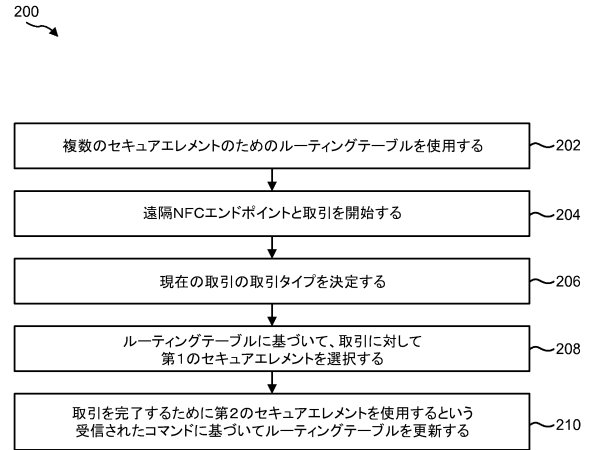 200
複数のセキュアエレメントのためのルーティングテーブルを使用する
202
遠隔NFCエンドポイントと取引を開始する
204
現在の取引の取引タイプを決定する
206
ルーティングテーブルに基づいて、取引に対して
第1のセキュアエレメントを選択する
208
取引を完了するために第2のセキュアエレメントを使用するという
受信されたコマンドに基づいてルーティングテーブルを更新する
210